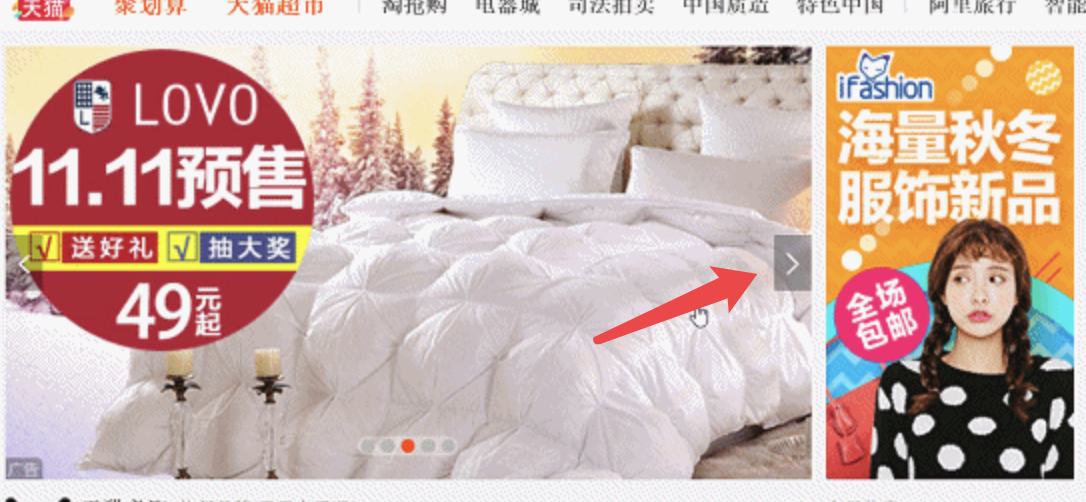 天猫 聚划算 天猫超市 淘抢购 电器城 司法拍卖 中国质造 特色中国 阿里旅行 智能
LOVO
11.11预售
√ 送好礼 √ 抽大奖
49元起
广告
iFashion
海量秋冬
服饰新品
全场
包邮